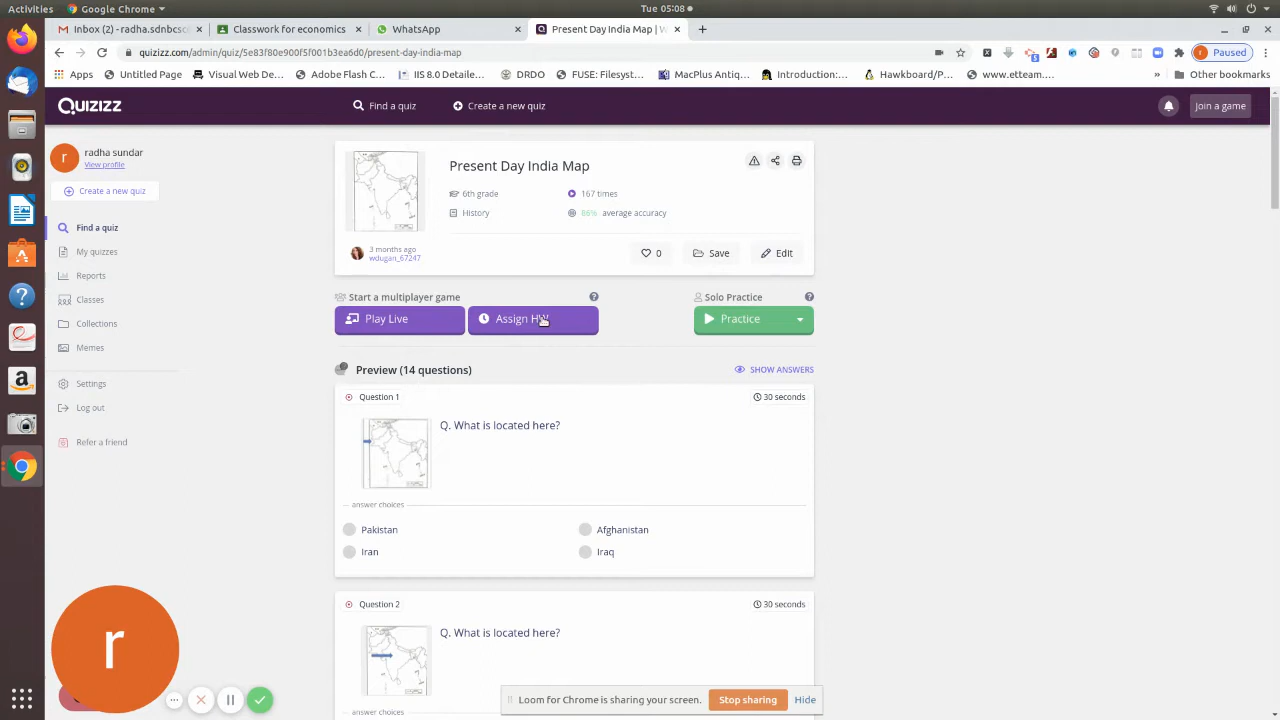 Activities
Google Chrome
Tue 05:08
Inbox (2) - radha.sdnbcsc
Classwork for economics
WhatsApp
Present Day India Map | W
quizizz.com/admin/quiz/5e83f80e900f5f001b3ea6d0/present-day-india-map
Paused
Apps
Untitled Page
Visual Web De...
Adobe Flash C...
IIS 8.0 Detaile...
DRDO
FUSE: Filesyst...
MacPlus Antiq...
Introduction:...
Hawkboard/P...
www.etteam.c...
»
Other bookmarks
QUIZIZZ
Find a quiz
Create a new quiz
Join a game
r
radha sundar
View profile
Create a new quiz
Find a quiz
My quizzes
Reports
Classes
Collections
Memes
Settings
Log out
Refer a friend
Present Day India Map
6th grade
167 times
History
86% average accuracy
3 months ago
wdugan_67247
0
Save
Edit
Start a multiplayer game
Solo Practice
Play Live
Assign HW
Practice
Preview (14 questions)
SHOW ANSWERS
Question 1
30 seconds
Q. What is located here?
answer choices
Pakistan
Afghanistan
Iran
Iraq
Question 2
30 seconds
Q. What is located here?
answer choices
r
Loom for Chrome is sharing your screen.
Stop sharing
Hide